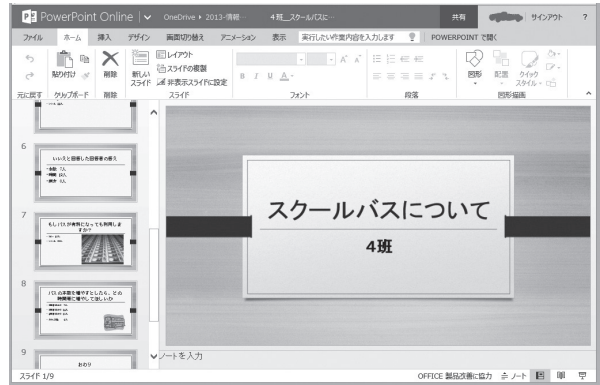 PowerPoint Online
OneDrive ▸ 2013-情報…
4 班__スクールバスに…
共有
サインアウト
?
ファイル
ホーム
挿入
デザイン
画面切り替え
アニメーション
表示
実行したい作業内容を入力します
POWERPOINT で開く
貼り付け
削除
新しいスライド
レイアウト
スライドの複製
非表示スライドに設定
B I U A
図形
配置
クイックスタイル
元に戻す
クリップボード
削除
スライド
フォント
段落
図形描画
6
いいえと回答した回答者の答え
7
もしバスが有料になっても利用しますか?
8
バスの本数を増やすとしたら、どの時間帯に増やしてほしいか
9
おわり
スクールバスについて
4班
ノートを入力
スライド 1/9
OFFICE 製品改善に協力
ノート